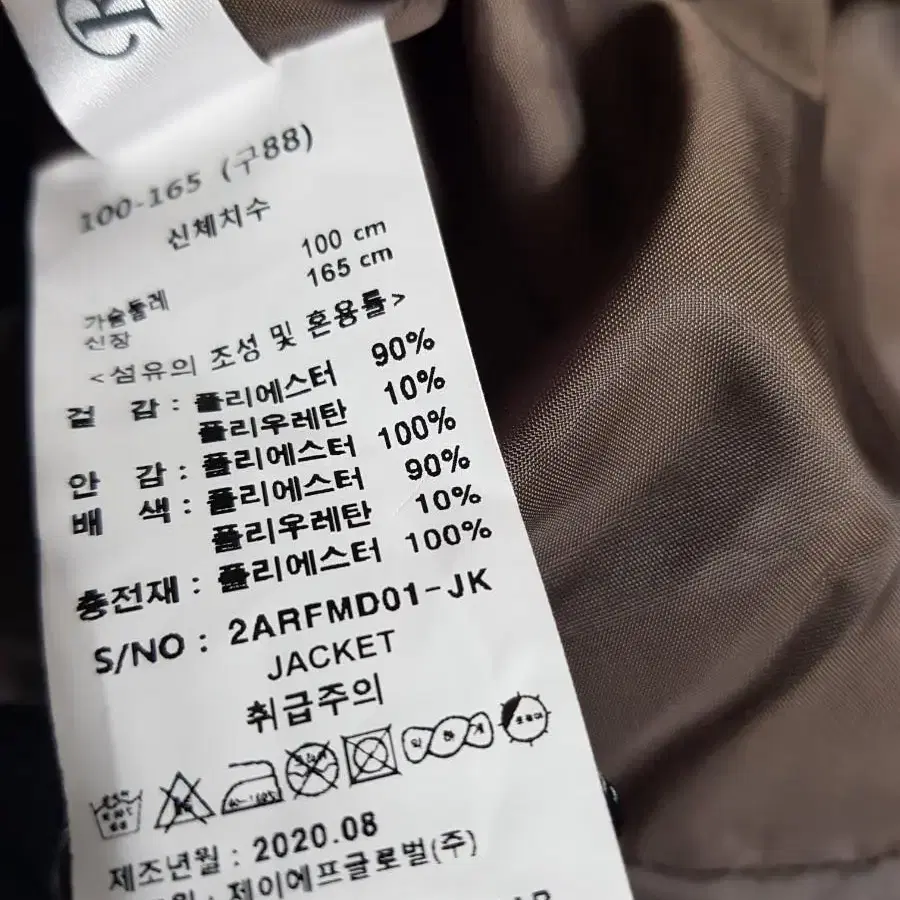 R
100-165 (구88)
신체치수
가슴둘레 100 cm
신장 165 cm
<섬유의 조성 및 혼용률>
겉 감 : 폴리에스터 90%
폴리우레탄 10%
안 감 : 폴리에스터 100%
배 색 : 폴리에스터 90%
폴리우레탄 10%
충전재 : 폴리에스터 100%
S/NO : 2ARFMD01-JK
JACKET
취급주의
약하게
제조년월 : 2020.08
제이에프글로벌(주)